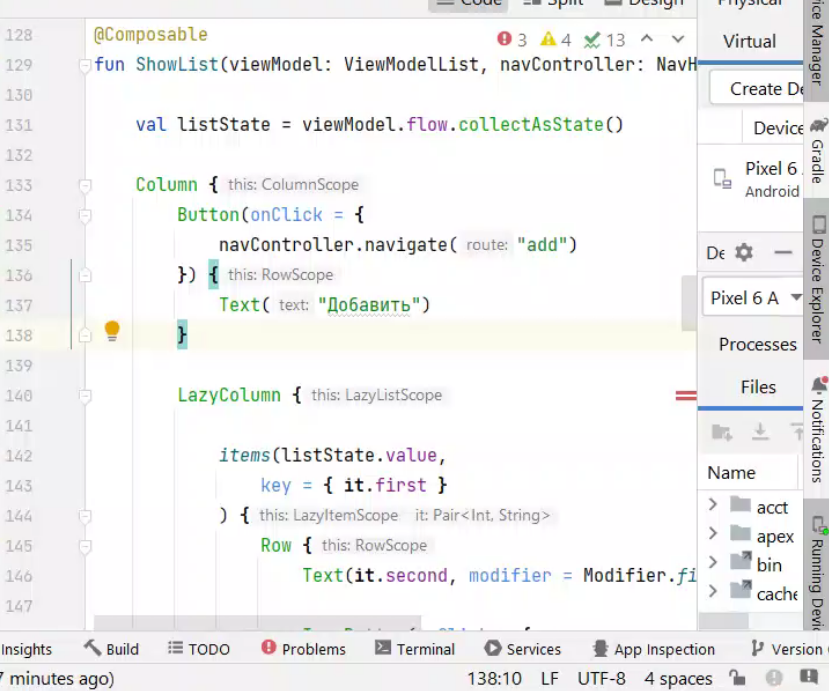 Code Split Design
128 @Composable
3 4 13
129 fun ShowList(viewModel: ViewModelList, navController: NavH
130
131 val listState = viewModel.flow.collectAsState()
132
133 Column { this: ColumnScope
134 Button(onClick = {
135 navController.navigate( route: "add")
136 }) { this: RowScope
137 Text( text: "Добавить")
138 }
139
140 LazyColumn { this: LazyListScope
141
142 items(listState.value,
143 key = { it.first }
144 ) { this: LazyItemScope it: Pair<Int, String>
145 Row { this: RowScope
146 Text(it.second, modifier = Modifier.fi
147
Physical
Virtual
Create De
Device
Pixel 6
Android
De
Pixel 6 A
Processes
Files
Name
acct
apex
bin
cache
Device Manager
Gradle
Device Explorer
Notifications
Running Devic
Insights Build TODO Problems Terminal Services App Inspection Version
7 minutes ago) 138:10 LF UTF-8 4 spaces